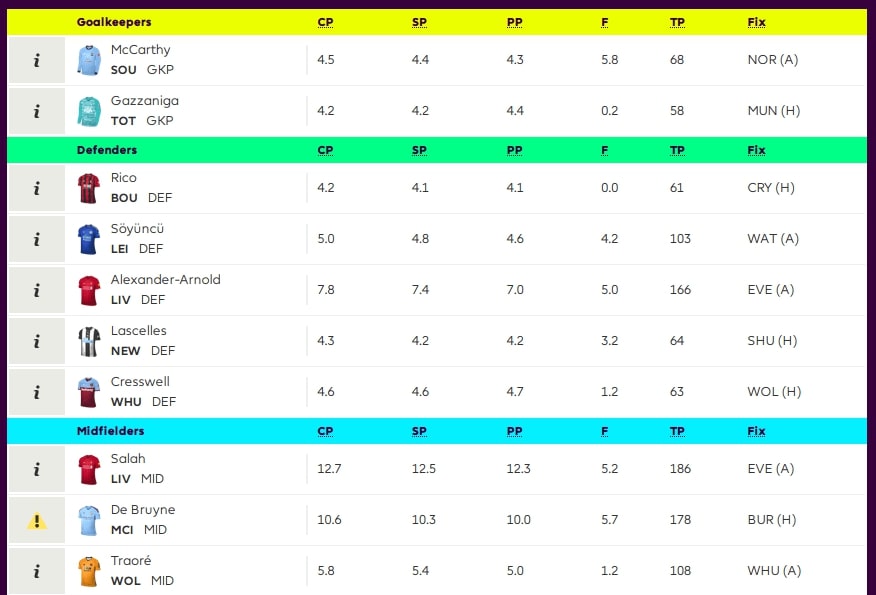 Goalkeepers CP SP PP F TP Fix
i McCarthy SOU GKP 4.5 4.4 4.3 5.8 68 NOR (A)
i Gazzaniga TOT GKP 4.2 4.2 4.4 0.2 58 MUN (H)
Defenders CP SP PP F TP Fix
i Rico BOU DEF 4.2 4.1 4.1 0.0 61 CRY (H)
i Söyüncü LEI DEF 5.0 4.8 4.6 4.2 103 WAT (A)
i Alexander-Arnold LIV DEF 7.8 7.4 7.0 5.0 166 EVE (A)
i Lascelles NEW DEF 4.3 4.2 4.2 3.2 64 SHU (H)
i Cresswell WHU DEF 4.6 4.6 4.7 1.2 63 WOL (H)
Midfielders CP SP PP F TP Fix
i Salah LIV MID 12.7 12.5 12.3 5.2 186 EVE (A)
! De Bruyne MCI MID 10.6 10.3 10.0 5.7 178 BUR (H)
i Traoré WOL MID 5.8 5.4 5.0 1.2 108 WHU (A)